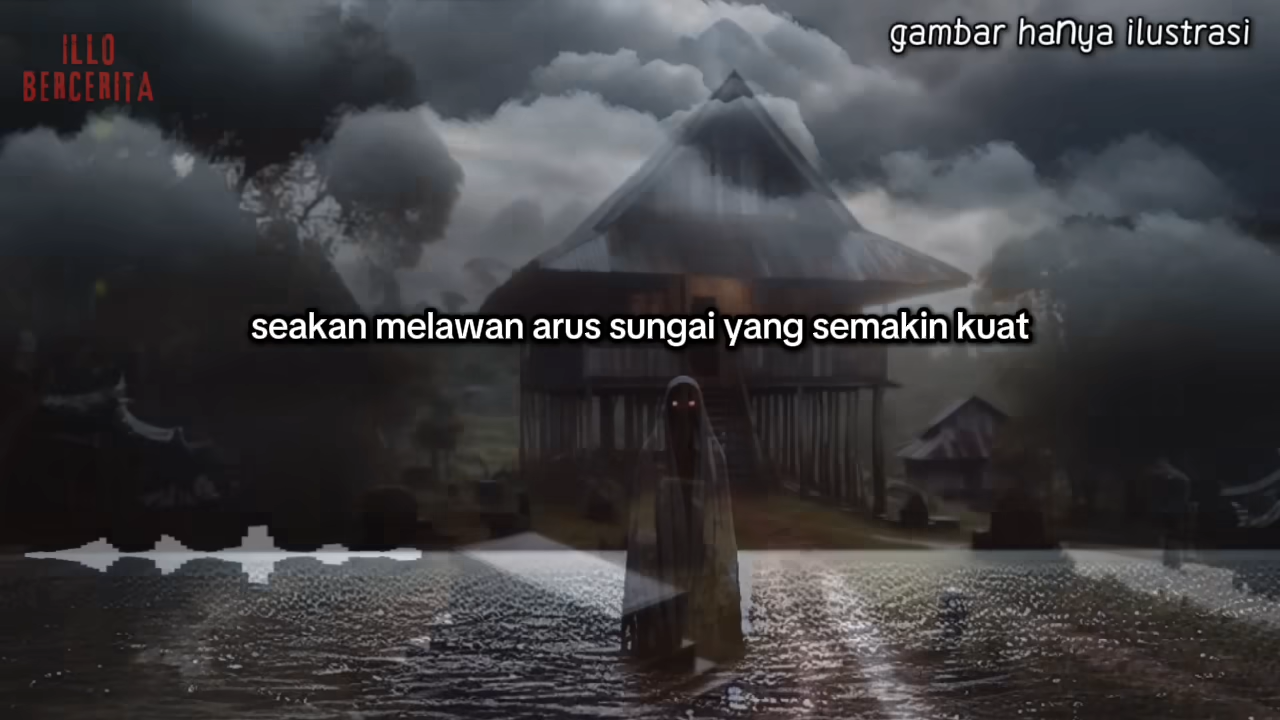 ILLO
BERCERITA
gambar hanya ilustrasi
seakan melawan arus sungai yang semakin kuat